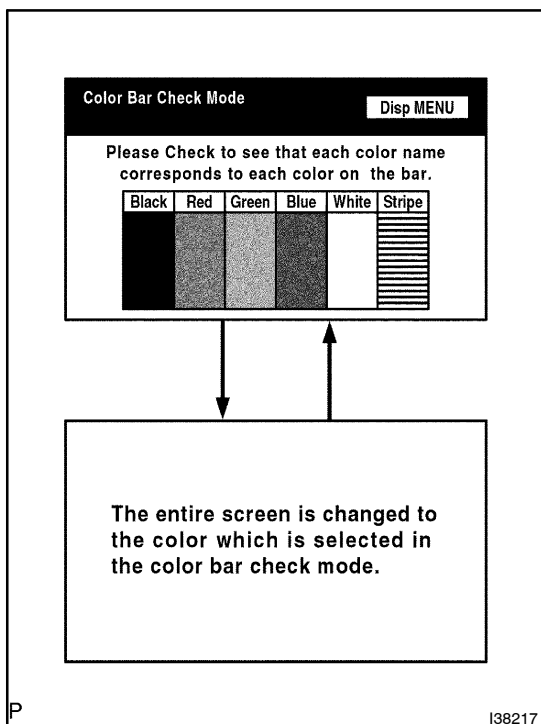 Color Bar Check Mode
Disp MENU
Please Check to see that each color name
corresponds to each color on the bar.
Black Red Green Blue White Stripe
The entire screen is changed to
the color which is selected in
the color bar check mode.
P
I38217